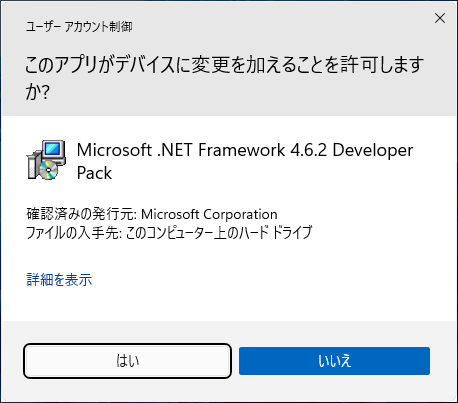 ユーザー アカウント制御
このアプリがデバイスに変更を加えることを許可します
か?
Microsoft .NET Framework 4.6.2 Developer
Pack
確認済みの発行元: Microsoft Corporation
ファイルの入手先: このコンピューター上のハード ドライブ
詳細を表示
はい
いいえ